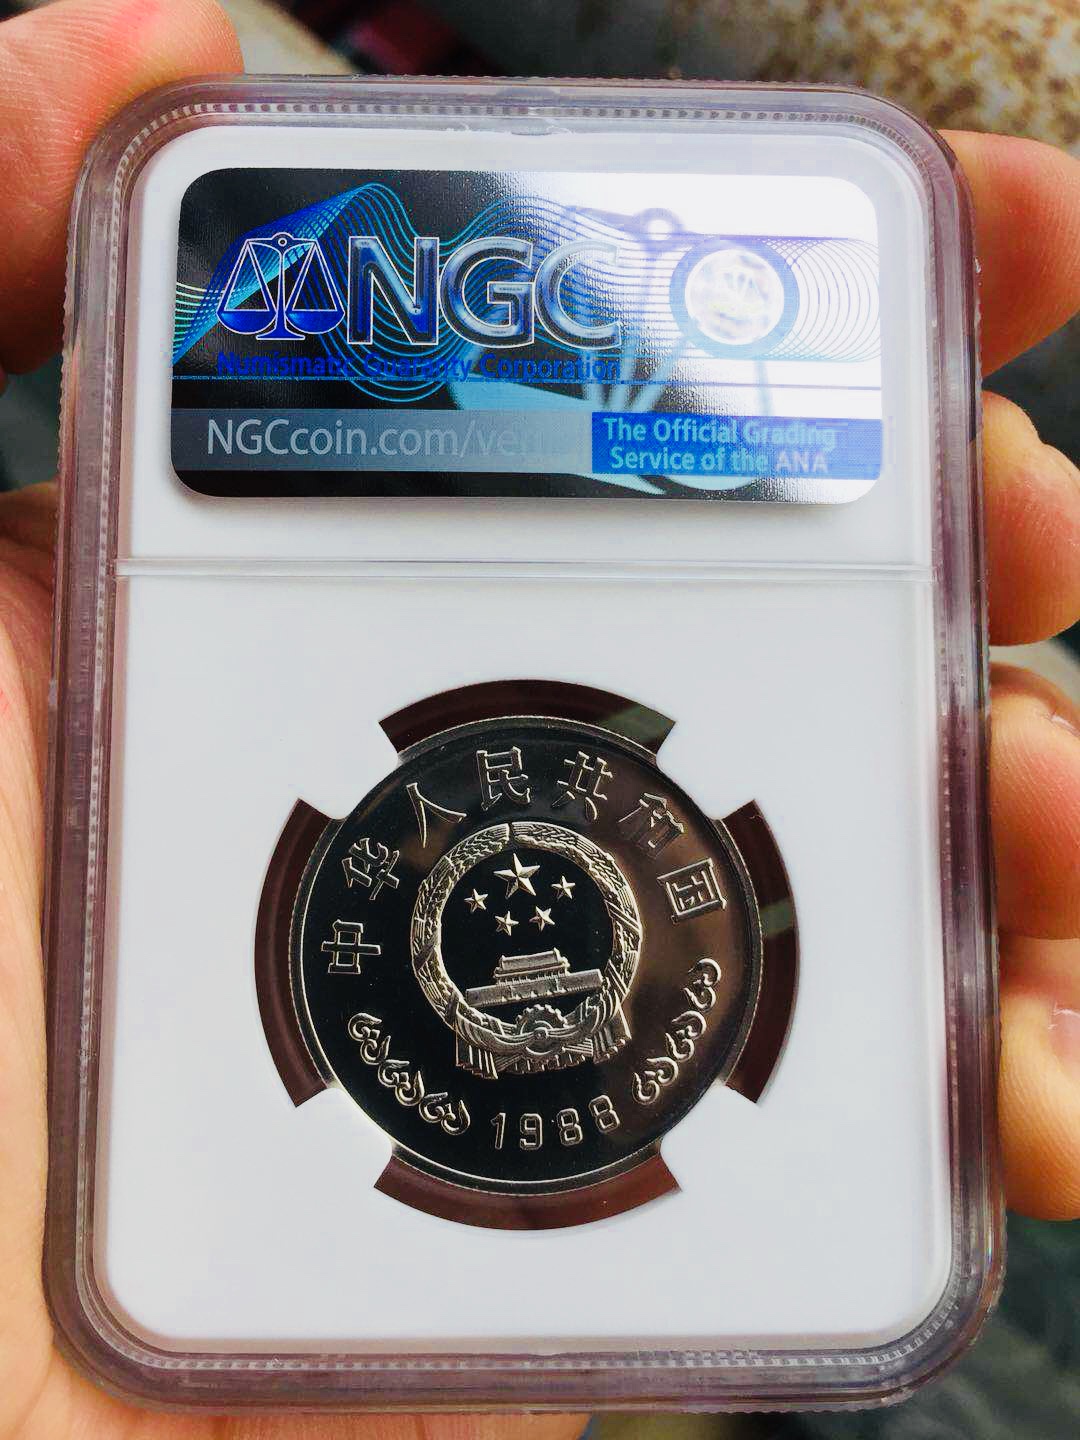 NGC
Numismatic Guaranty Corporation
NGCcoin.com/veri
The Official Grading
Service of the ANA
中华人民共和国
1988